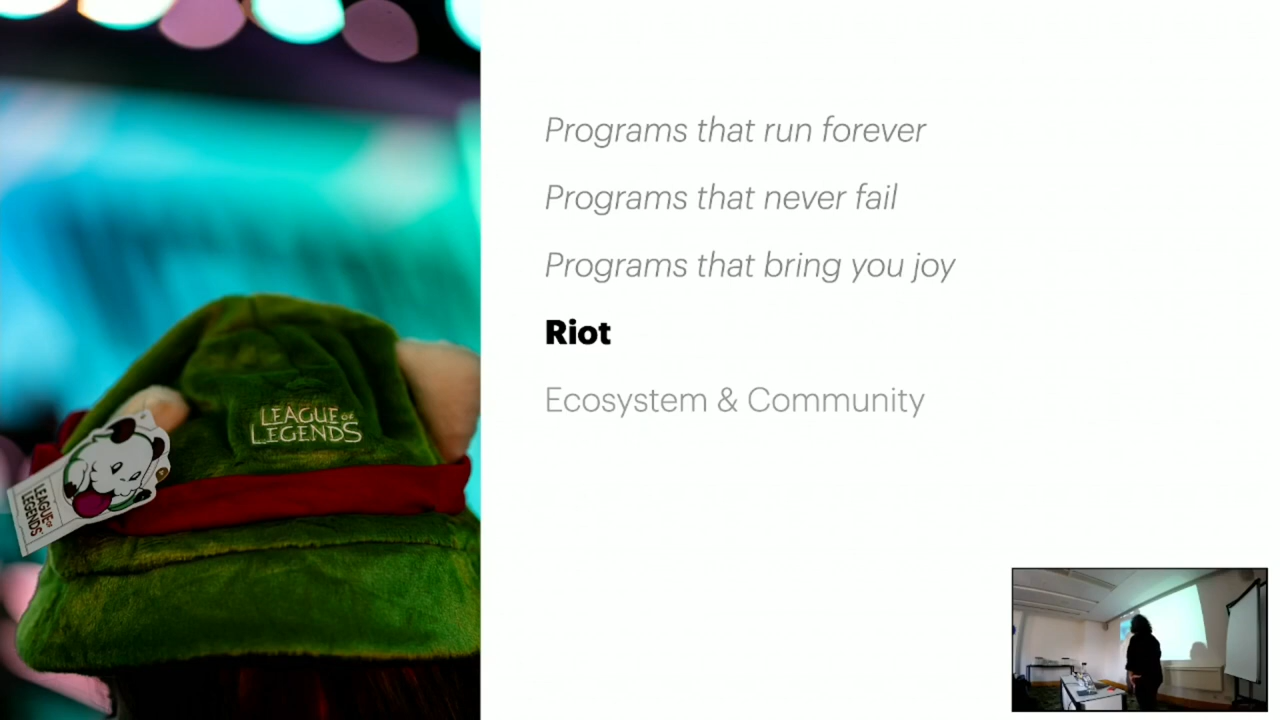 Programs that run forever
Programs that never fail
Programs that bring you joy
Riot
Ecosystem & Community
LEAGUE OF
LEGENDS
LEAGUE OF
LEGENDS